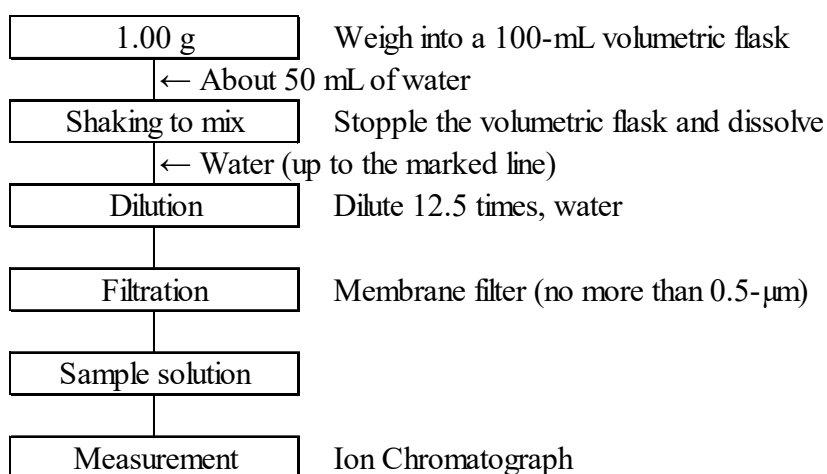 1.00 g Weigh into a 100-mL volumetric flask
← About 50 mL of water
Shaking to mix Stopple the volumetric flask and dissolve
← Water (up to the marked line)
Dilution Dilute 12.5 times, water
Filtration Membrane filter (no more than 0.5-μm)
Sample solution
Measurement Ion Chromatograph